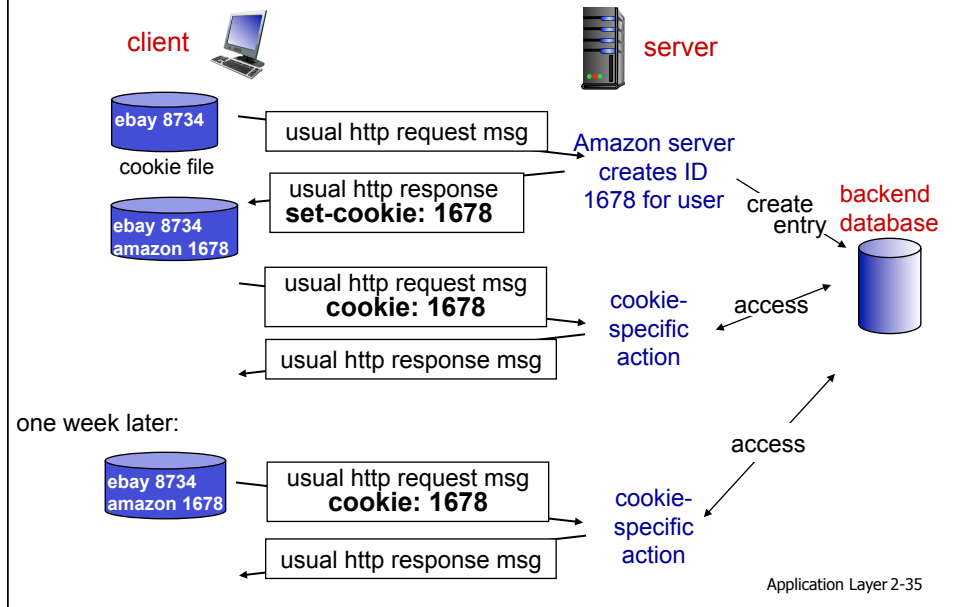 client
server
ebay 8734
cookie file
usual http request msg
Amazon server
creates ID
1678 for user
usual http response
set-cookie: 1678
ebay 8734
amazon 1678
create
entry
backend
database
usual http request msg
cookie: 1678
cookie-
specific
action
access
usual http response msg
one week later:
access
ebay 8734
amazon 1678
usual http request msg
cookie: 1678
cookie-
specific
action
usual http response msg
Application Layer 2-35